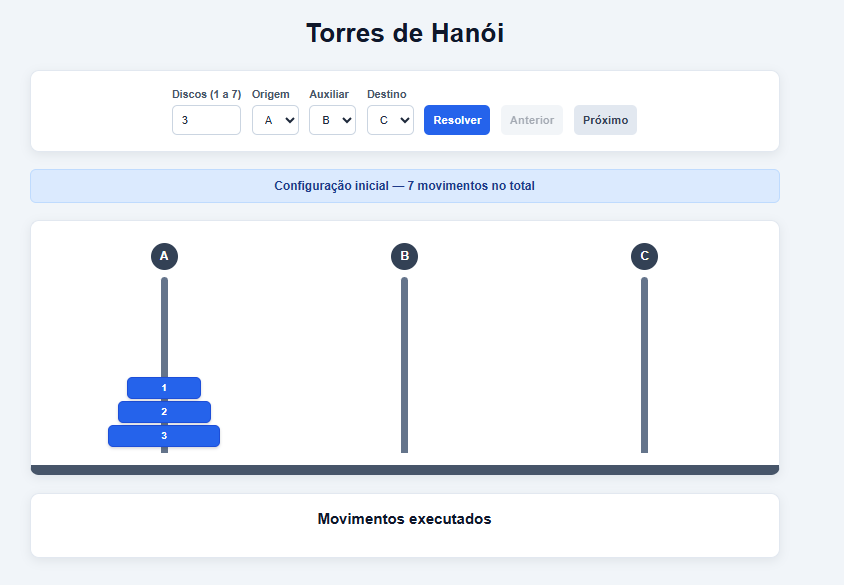 Torres de Hanói
Discos (1 a 7) Origem Auxiliar Destino
3 A B C Resolver Anterior Próximo
Configuração inicial — 7 movimentos no total
A B C
1
2
3
Movimentos executados